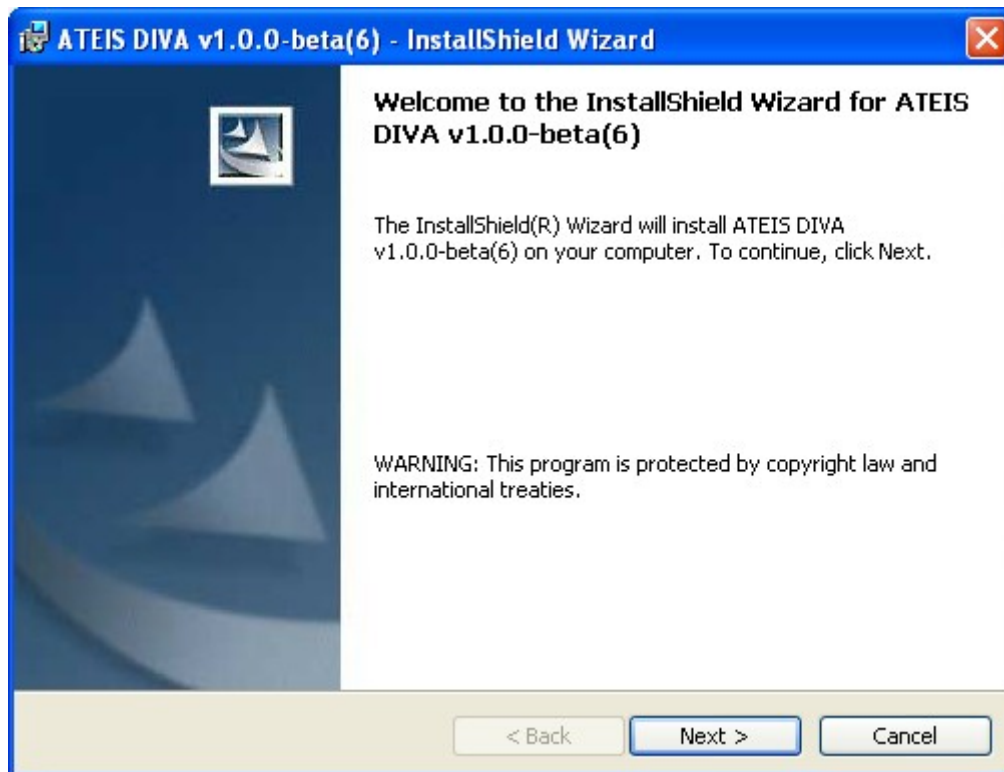 ATEIS DIVA v1.0.0-beta(6) - InstallShield Wizard
Welcome to the InstallShield Wizard for ATEIS
DIVA v1.0.0-beta(6)
The InstallShield(R) Wizard will install ATEIS DIVA
v1.0.0-beta(6) on your computer. To continue, click Next.
WARNING: This program is protected by copyright law and
international treaties.
< Back Next > Cancel